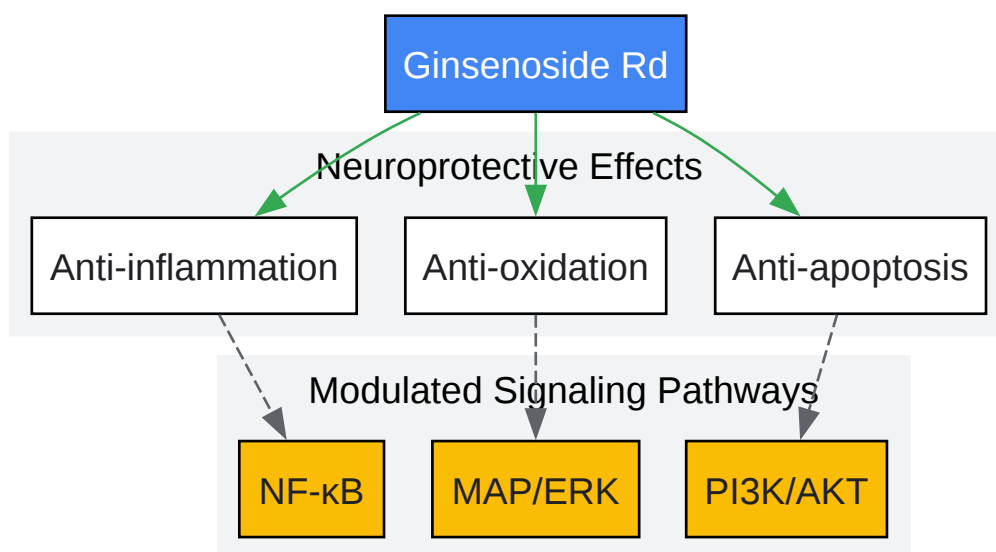 Ginsenoside Rd
Neuroprotective Effects
Anti-inflammation
Anti-oxidation
Anti-apoptosis
Modulated Signaling Pathways
NF-κB
MAP/ERK
PI3K/AKT